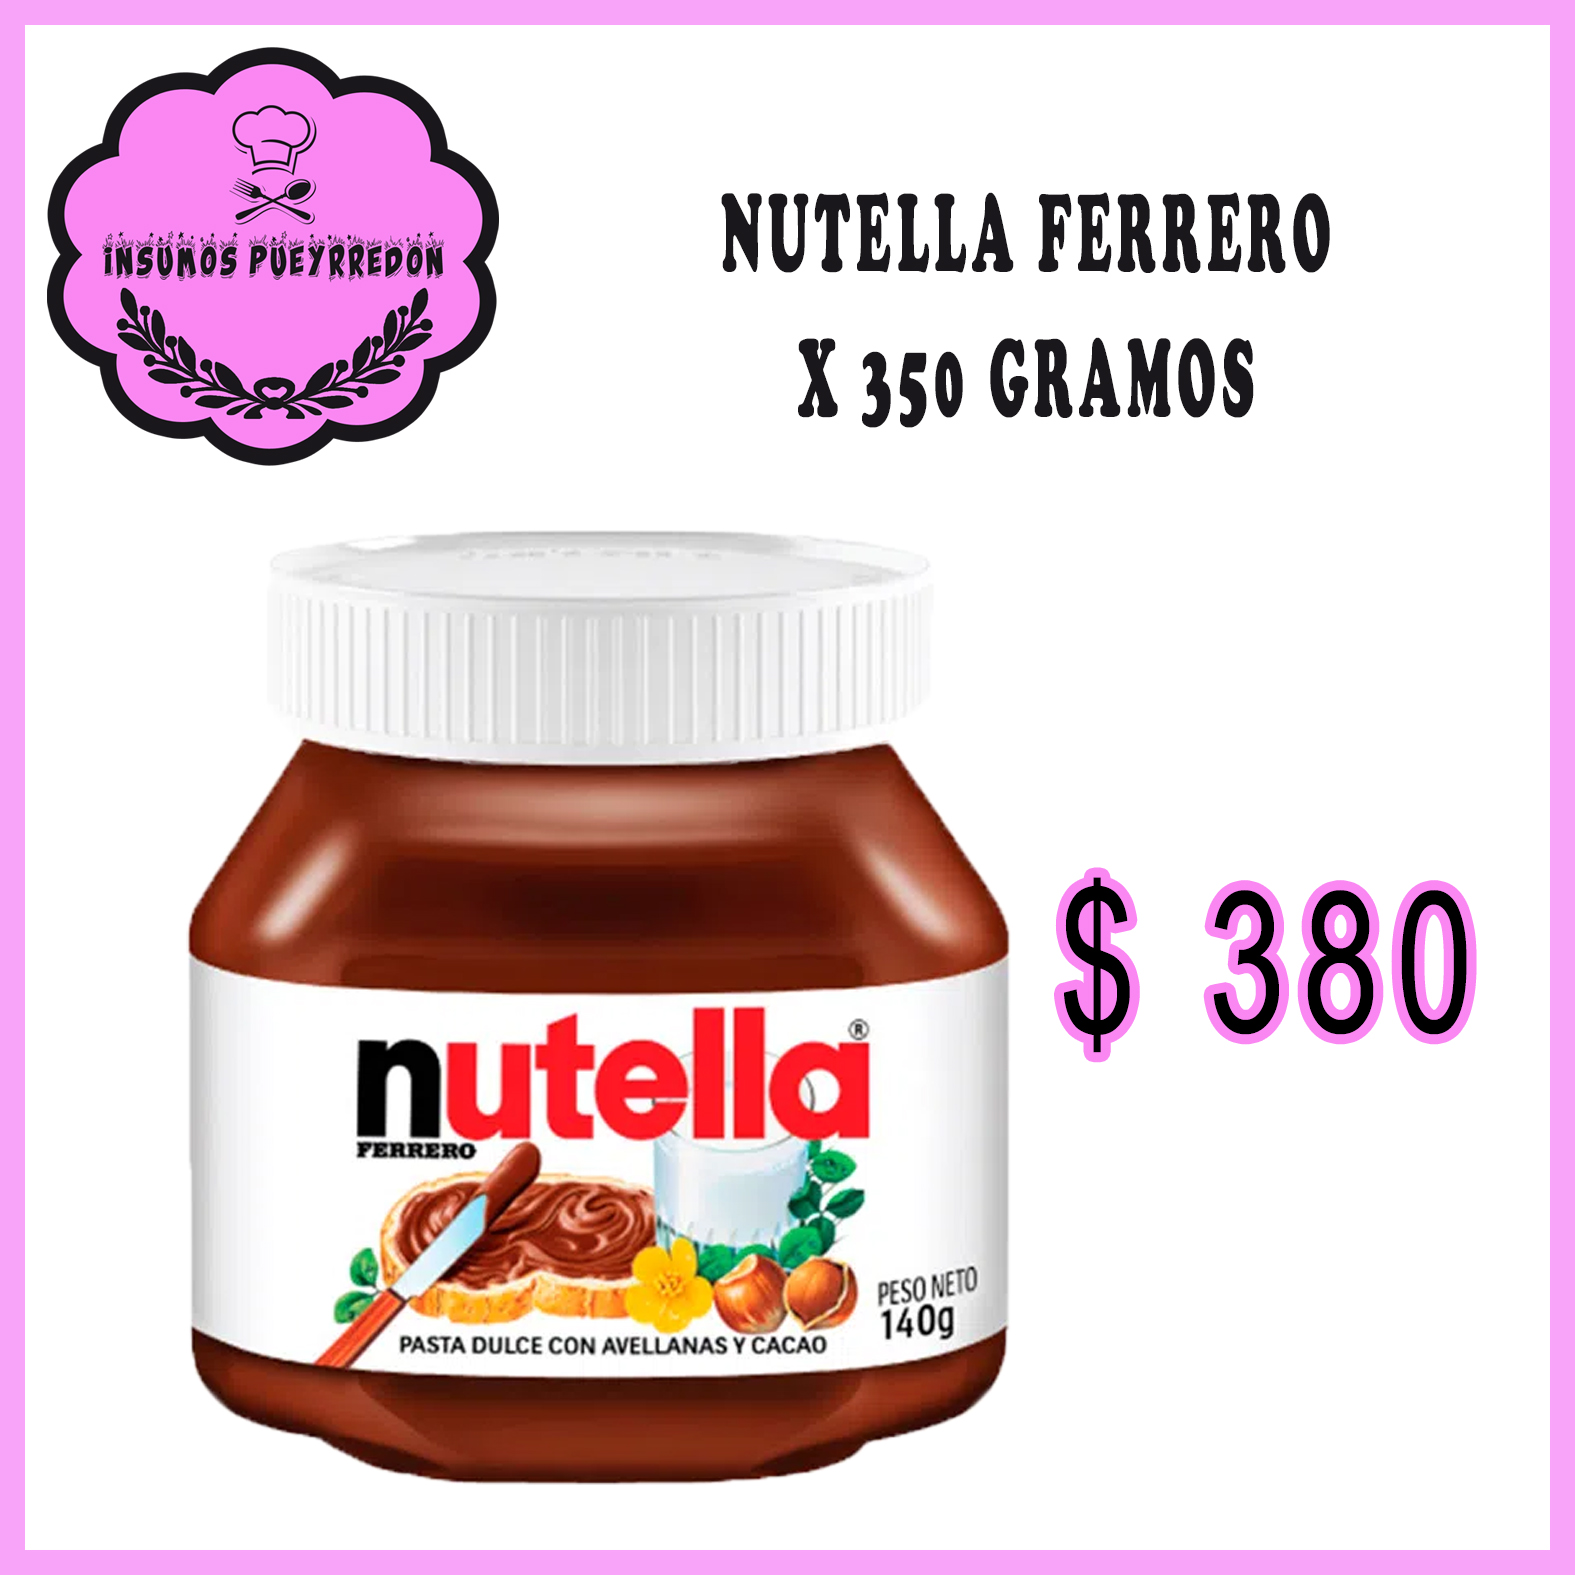 INSUMOS PUEYRREDON
NUTELLA FERRERO
X 350 GRAMOS
$ 380
nutella®
FERRERO
PESO NETO
140g
PASTA DULCE CON AVELLANAS Y CACAO